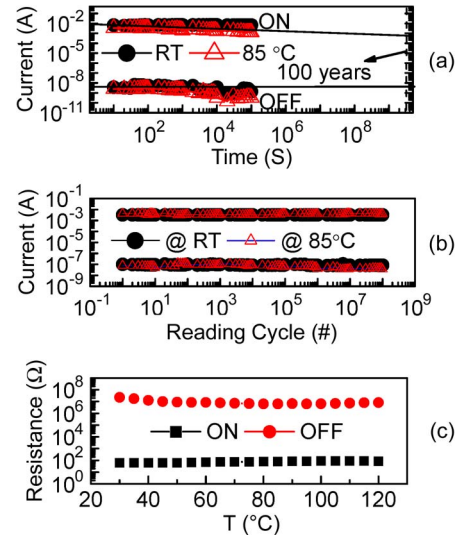 Current (A)
10^-2
10^-5
10^-8
10^-11
ON
RT
85 °C
100 years
OFF
10^2 10^4 10^6 10^8
Time (S)
(a)
Current (A)
10^-1
10^-3
10^-5
10^-7
10^-9
@ RT
@ 85°C
10^-1 10^1 10^3 10^5 10^7 10^9
Reading Cycle (#)
(b)
Resistance (Ω)
10^8
10^6
10^4
10^2
10^0
ON
OFF
20 40 60 80 100 120
T (°C)
(c)